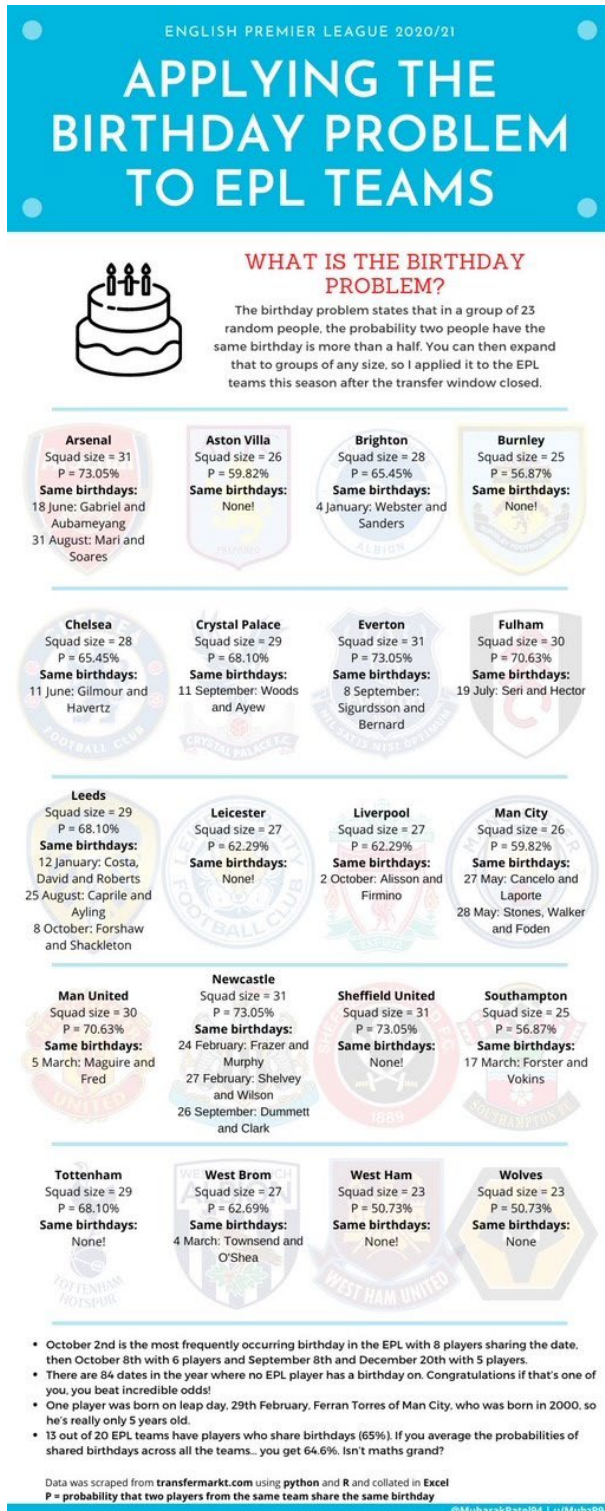 ENGLISH PREMIER LEAGUE 2020/21
APPLYING THE
BIRTHDAY PROBLEM
TO EPL TEAMS
WHAT IS THE BIRTHDAY
PROBLEM?
The birthday problem states that in a group of 23
random people, the probability two people have the
same birthday is more than a half. You can then expand
that to groups of any size, so I applied it to the EPL
teams this season after the transfer window closed.
Arsenal
Squad size = 31
P = 73.05%
Same birthdays:
18 June: Gabriel and
Aubameyang
31 August: Mari and
Soares
Aston Villa
Squad size = 26
P = 59.82%
Same birthdays:
None!
Brighton
Squad size = 28
P = 65.45%
Same birthdays:
4 January: Webster and
Sanders
Burnley
Squad size = 25
P = 56.87%
Same birthdays:
None!
Chelsea
Squad size = 28
P = 65.45%
Same birthdays:
11 June: Gilmour and
Havertz
Crystal Palace
Squad size = 29
P = 68.10%
Same birthdays:
11 September: Woods
and Ayew
Everton
Squad size = 31
P = 73.05%
Same birthdays:
8 September:
Sigurdsson and
Bernard
Fulham
Squad size = 30
P = 70.63%
Same birthdays:
19 July: Seri and Hector
Leeds
Squad size = 29
P = 68.10%
Same birthdays:
12 January: Costa,
David and Roberts
25 August: Caprile and
Ayling
8 October: Forshaw
and Shackleton
Leicester
Squad size = 27
P = 62.29%
Same birthdays:
None!
Liverpool
Squad size = 27
P = 62.29%
Same birthdays:
2 October: Alisson and
Firmino
Man City
Squad size = 26
P = 59.82%
Same birthdays:
27 May: Cancelo and
Laporte
28 May: Stones, Walker
and Foden
Man United
Squad size = 30
P = 70.63%
Same birthdays:
5 March: Maguire and
Fred
Newcastle
Squad size = 31
P = 73.05%
Same birthdays:
24 February: Frazer and
Murphy
27 February: Shelvey
and Wilson
26 September: Dummett
and Clark
Sheffield United
Squad size = 31
P = 73.05%
Same birthdays:
None!
Southampton
Squad size = 25
P = 56.87%
Same birthdays:
17 March: Forster and
Vokins
Tottenham
Squad size = 29
P = 68.10%
Same birthdays:
None!
West Brom
Squad size = 27
P = 62.69%
Same birthdays:
4 March: Townsend and
O'Shea
West Ham
Squad size = 23
P = 50.73%
Same birthdays:
None!
Wolves
Squad size = 23
P = 50.73%
Same birthdays:
None
• October 2nd is the most frequently occurring birthday in the EPL with 8 players sharing the date,
then October 8th with 6 players and September 8th and December 20th with 5 players.
• There are 84 dates in the year where no EPL player has a birthday on. Congratulations if that's one of
you, you beat incredible odds!
• One player was born on leap day, 29th February, Ferran Torres of Man City, who was born in 2000, so
he's really only 5 years old.
• 13 out of 20 EPL teams have players who share birthdays (65%). If you average the probabilities of
shared birthdays across all the teams... you get 64.6%. Isn't maths grand?
Data was scraped from transfermarkt.com using python and R and collated in Excel
P = probability that two players from the same team share the same birthday